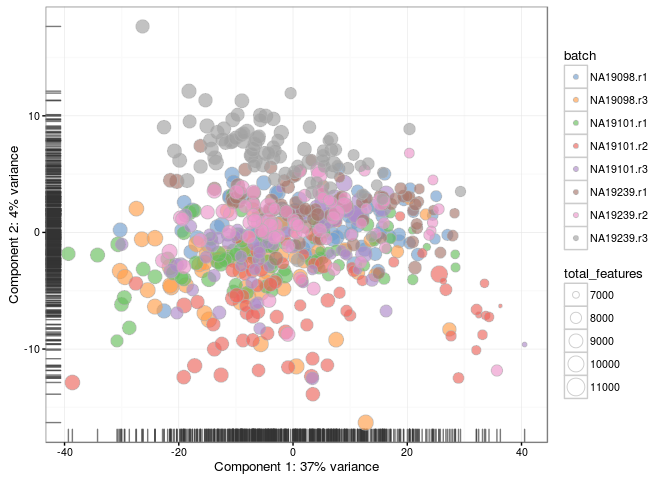 10
0
-10
-40
-20
0
20
40
Component 2: 4% variance
Component 1: 37% variance
batch
NA19098.r1
NA19098.r3
NA19101.r1
NA19101.r2
NA19101.r3
NA19239.r1
NA19239.r2
NA19239.r3
total_features
7000
8000
9000
10000
11000